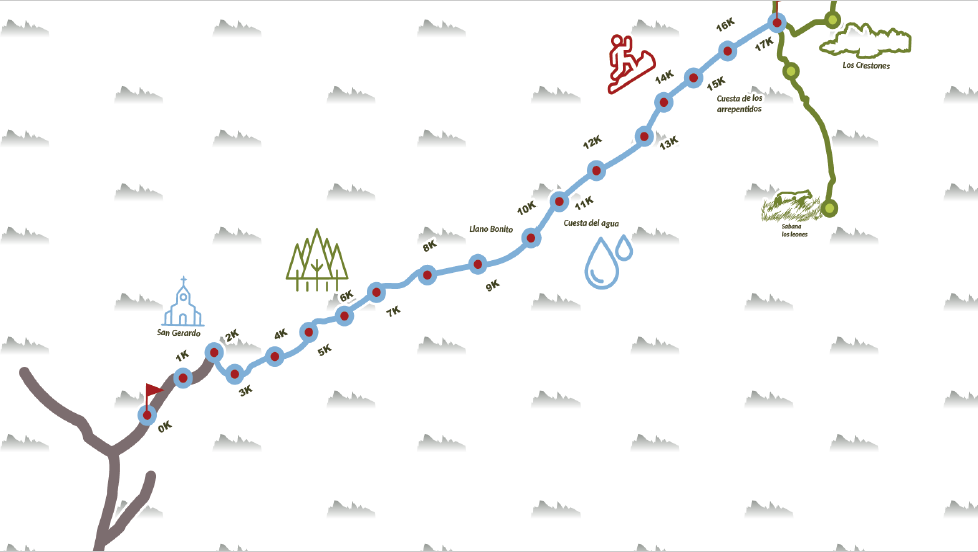 16K
17K
Los Crestones
14K
15K
Cuesta de los
arrepentidos
12K
13K
10K
11K
Cuesta del agua
Llano Bonito
Sabana
los leones
8K
9K
6K
7K
San Gerardo
2K
4K
5K
1K
3K
0K